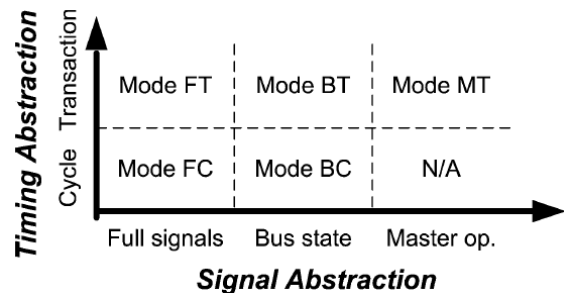 Timing Abstraction
Transaction
Cycle
Mode FT Mode BT Mode MT
Mode FC Mode BC N/A
Full signals Bus state Master op.
Signal Abstraction